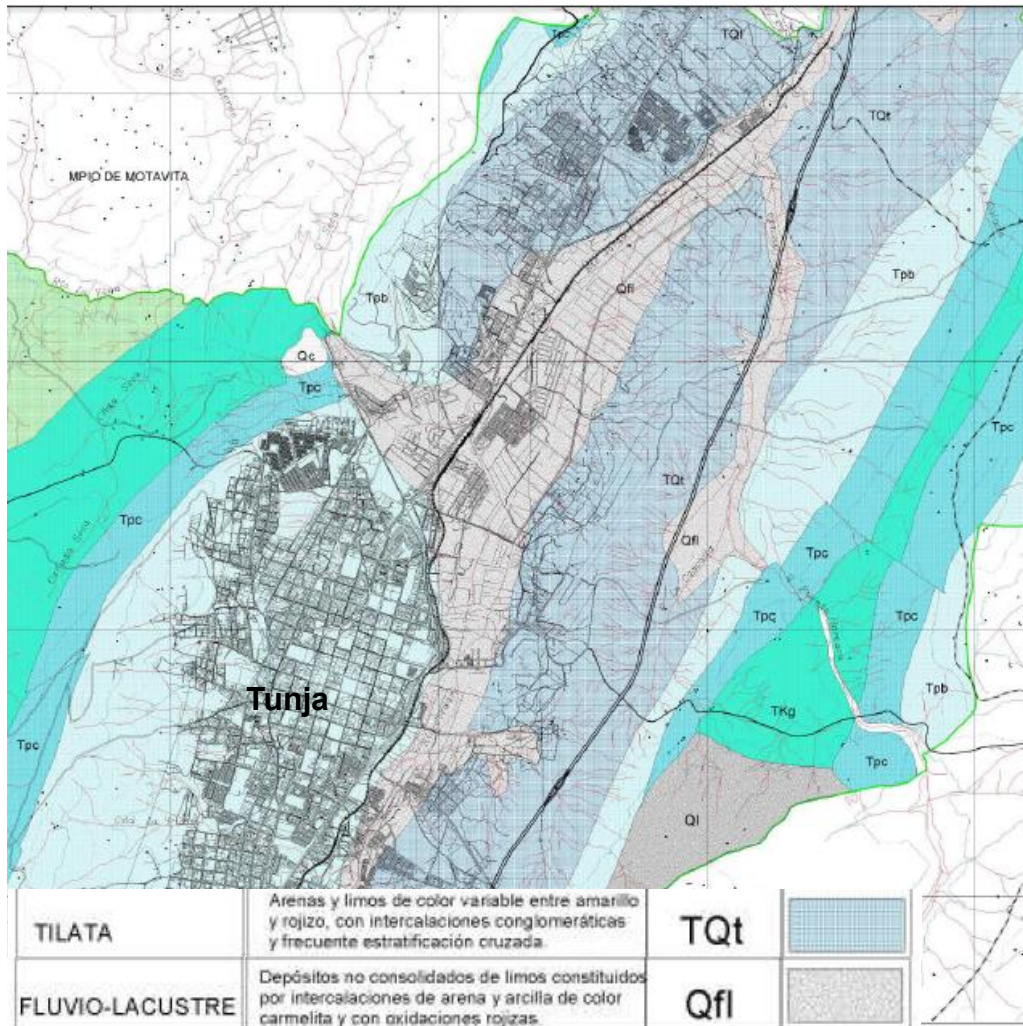 Tpc
TQt
TQt
MPIO DE MOTAVITA
Tpb
Tpb
Qfl
Qc
Tpc
Tpc
Tpc
TQt
Qfl
Tpc
Tpc
Tpc
Tunja
Tpb
TKg
Tpc
Tpc
Ql
TILATA
Arenas y limos de color variable entre amarillo
y rojizo, con intercalaciones conglomeráticas
y frecuente estratificación cruzada.
TQt
FLUVIO-LACUSTRE
Depósitos no consolidados de limos constituidos
por intercalaciones de arena y arcilla de color
carmelita y con oxidaciones rojizas.
Qfl